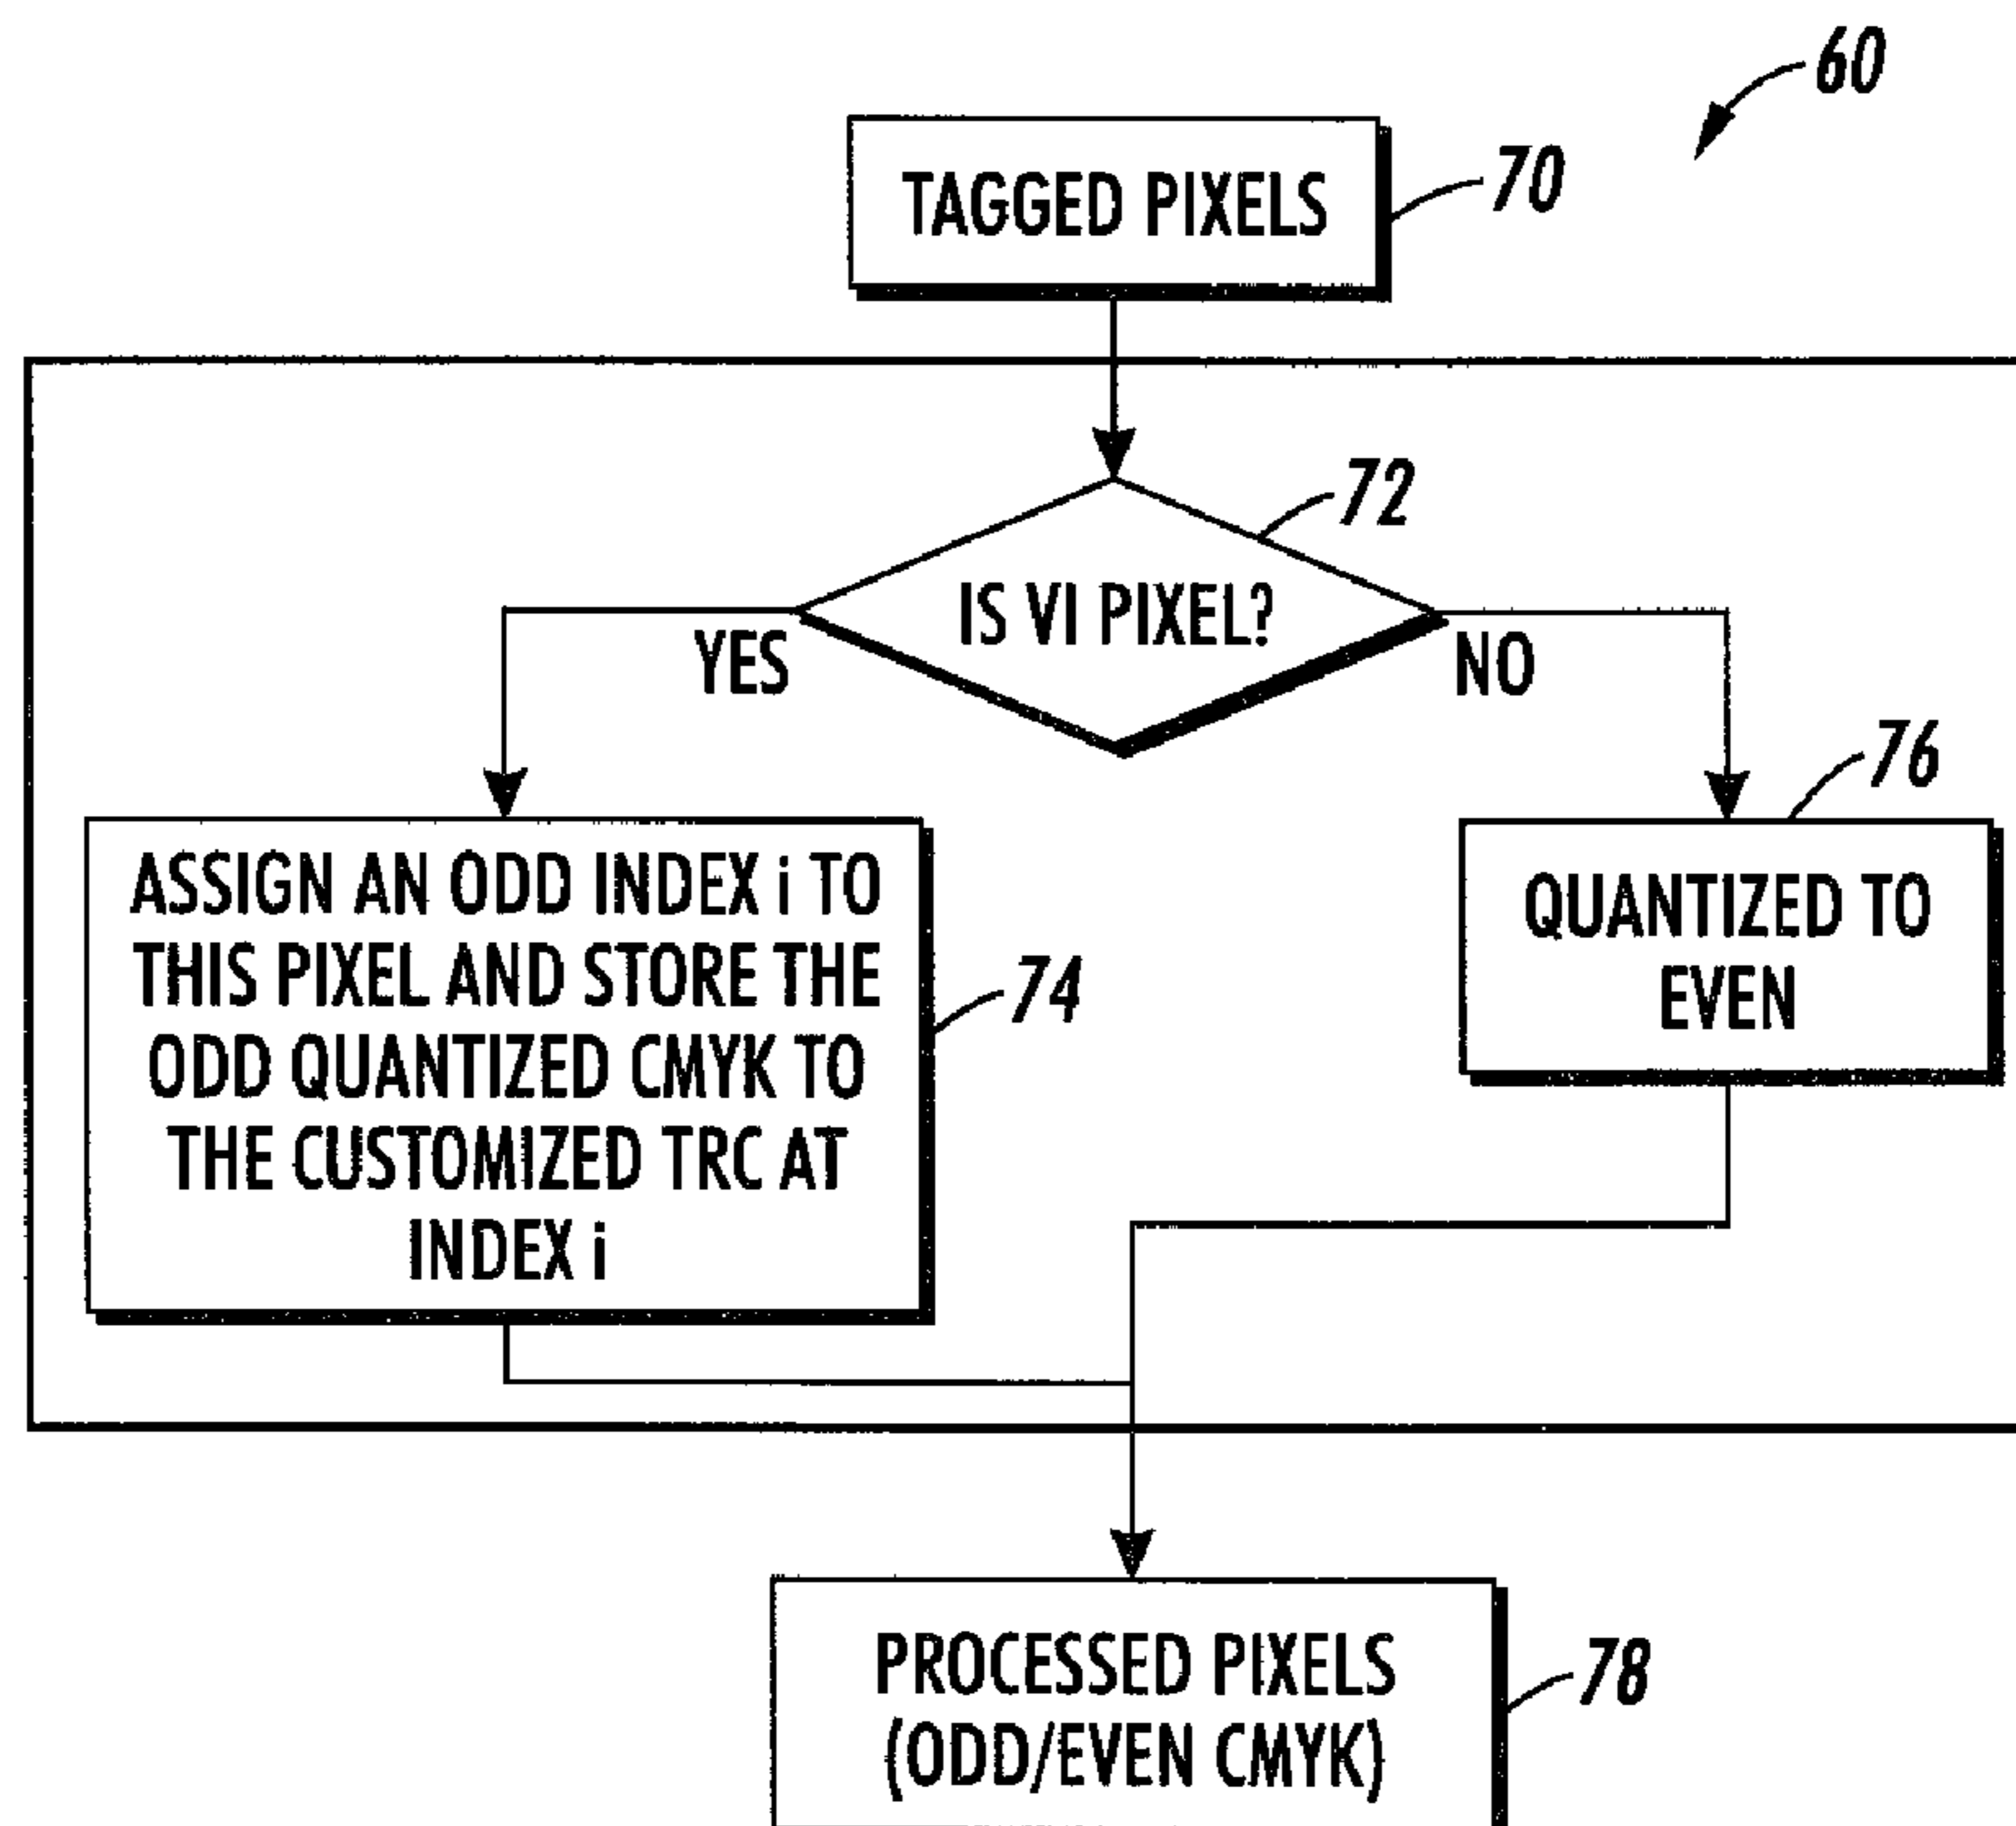 60
TAGGED PIXELS
70
72
IS VI PIXEL?
YES
NO
76
ASSIGN AN ODD INDEX i TO
THIS PIXEL AND STORE THE
ODD QUANTIZED CMYK TO
THE CUSTOMIZED TRC AT
INDEX i
74
QUANTIZED TO
EVEN
PROCESSED PIXELS
(ODD/EVEN CMYK)
78